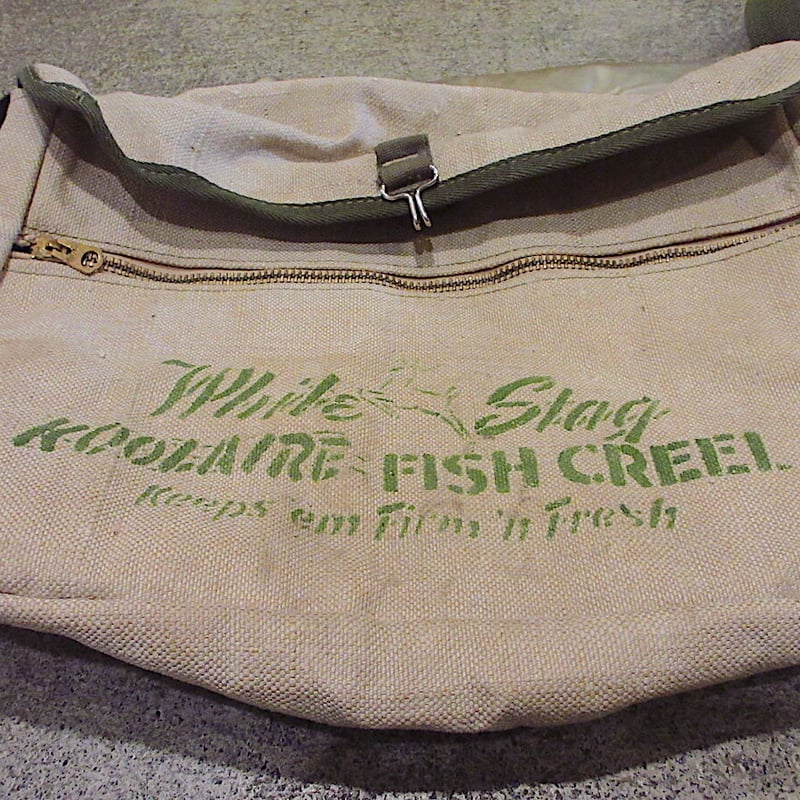 White Stag
KOOLAIRE FISH CREEL
Keeps 'em Firm 'n Fresh